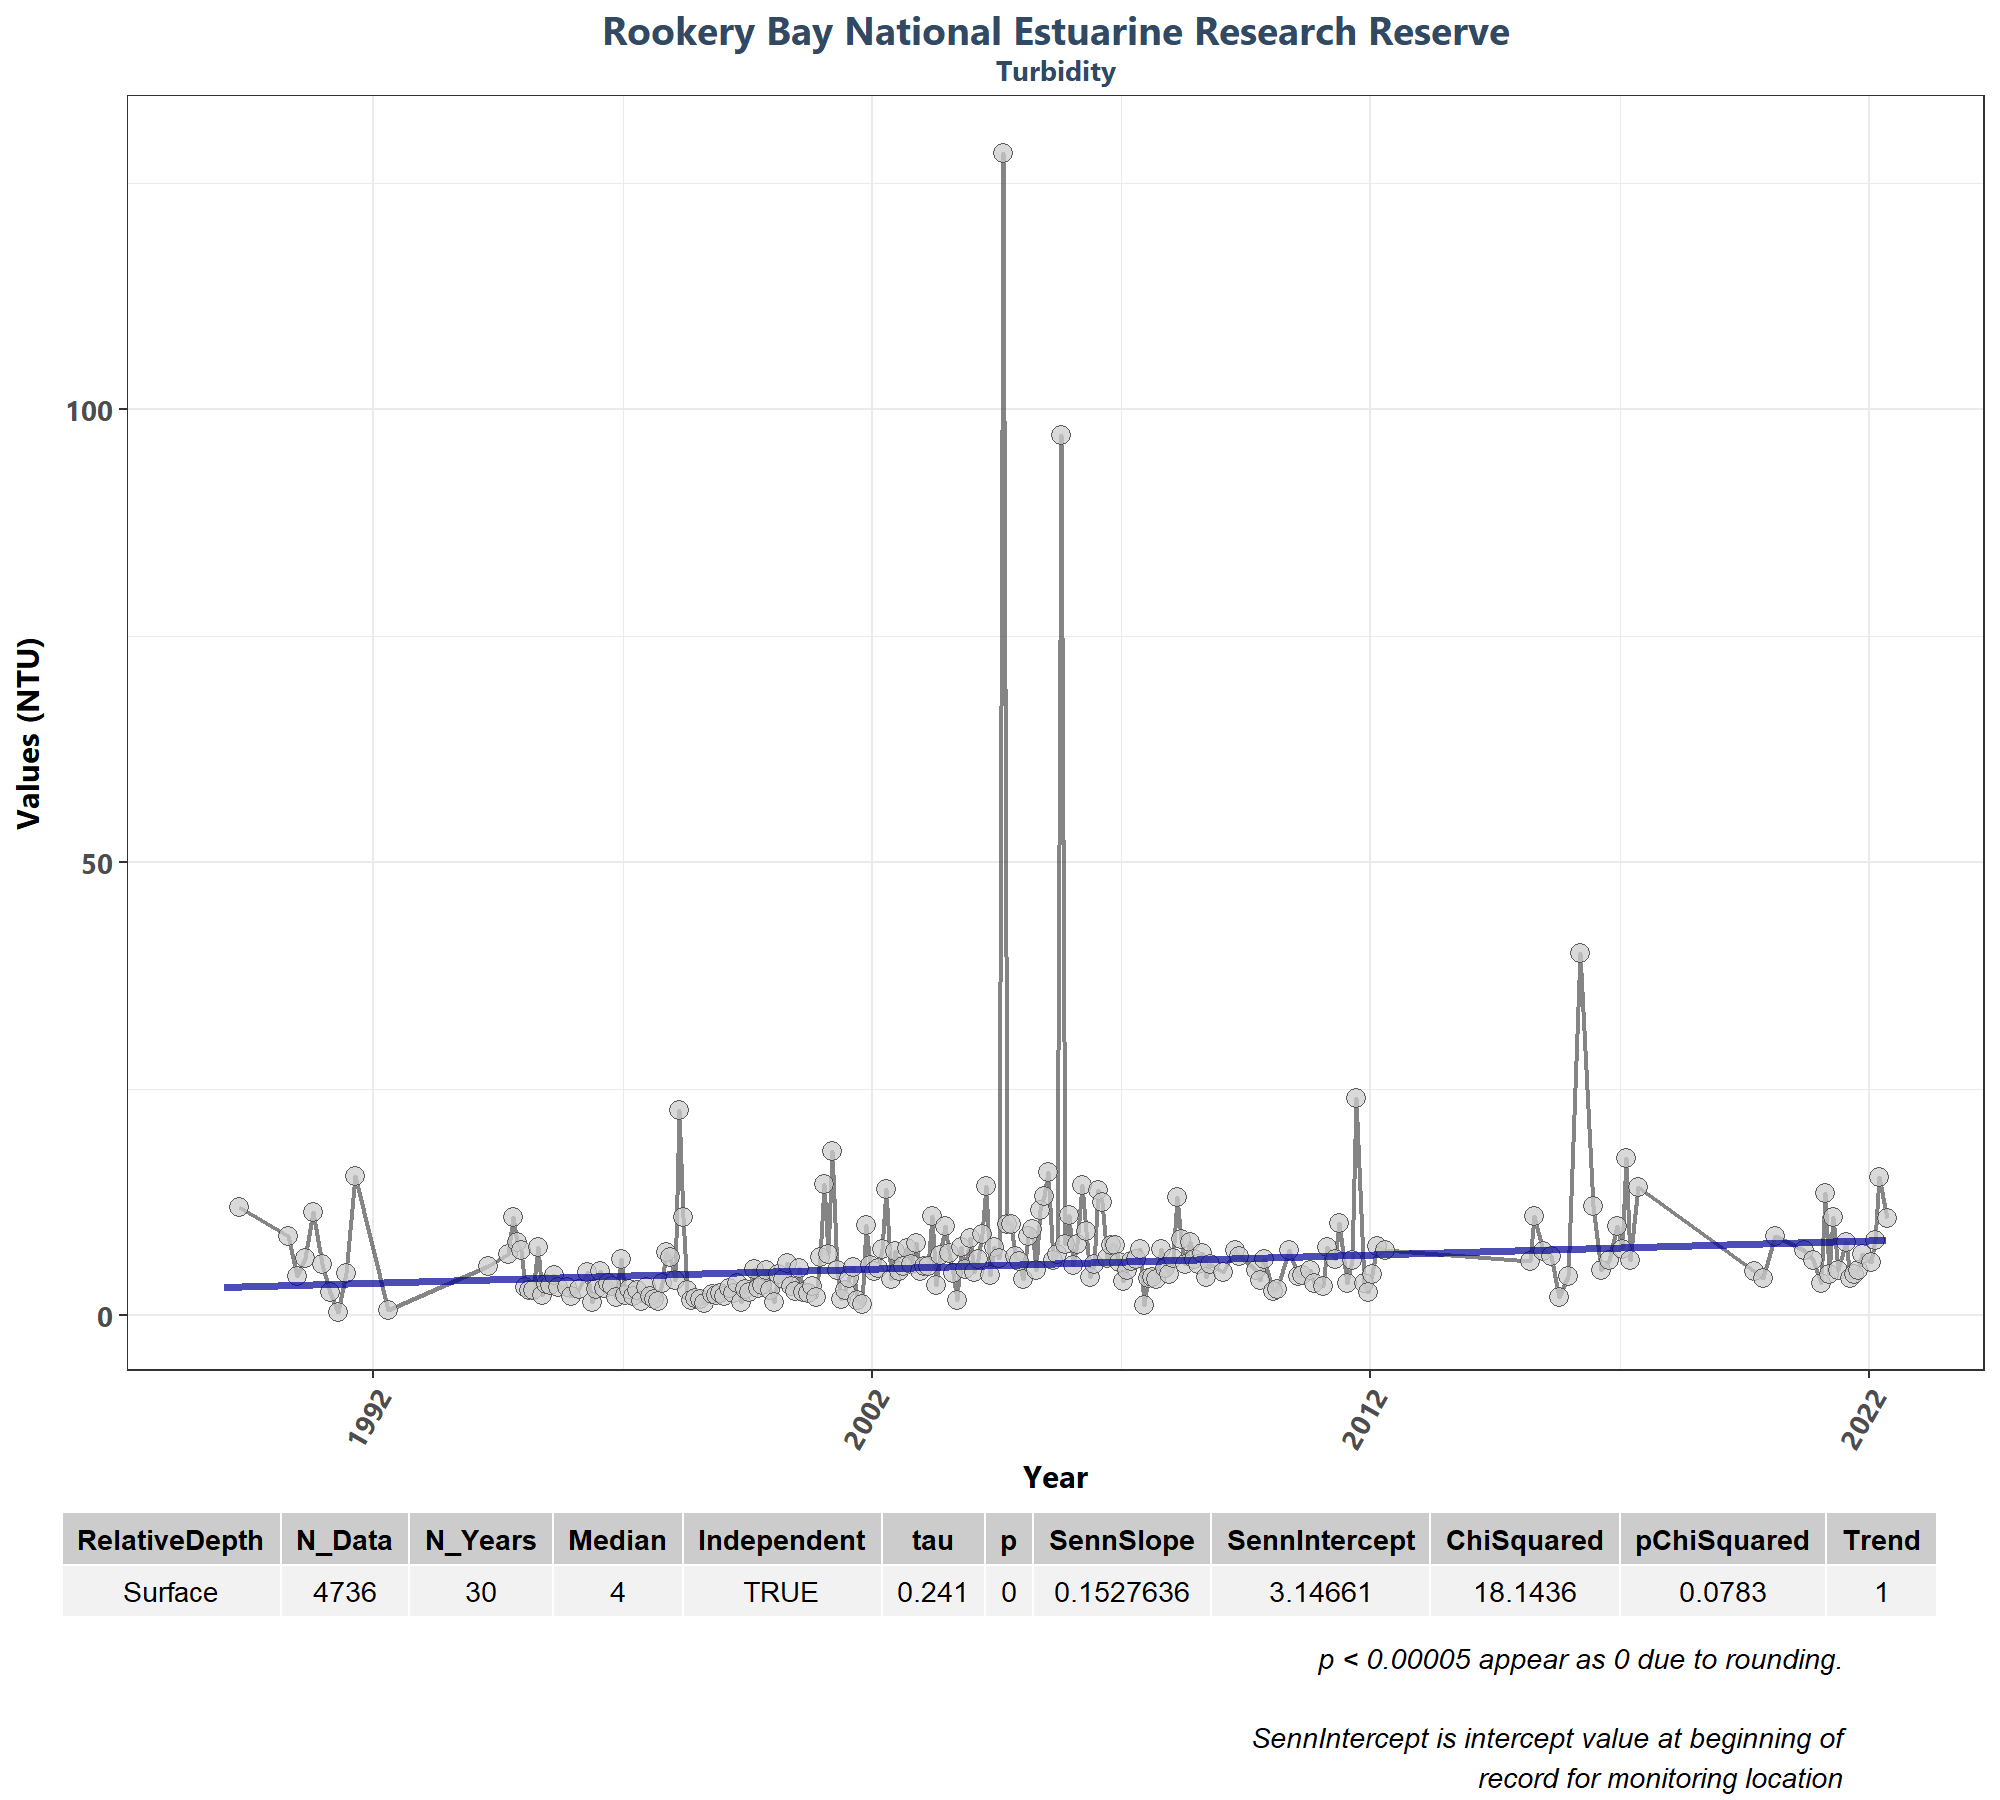 Rookery Bay National Estuarine Research Reserve
Turbidity
Values (NTU)
100
50
0
1992
2002
2012
2022
Year
RelativeDepth N_Data N_Years Median Independent tau p SennSlope SennIntercept ChiSquared pChiSquared Trend
Surface 4736 30 4 TRUE 0.241 0 0.1527636 3.14661 18.1436 0.0783 1
p < 0.00005 appear as 0 due to rounding.
SennIntercept is intercept value at beginning of
record for monitoring location